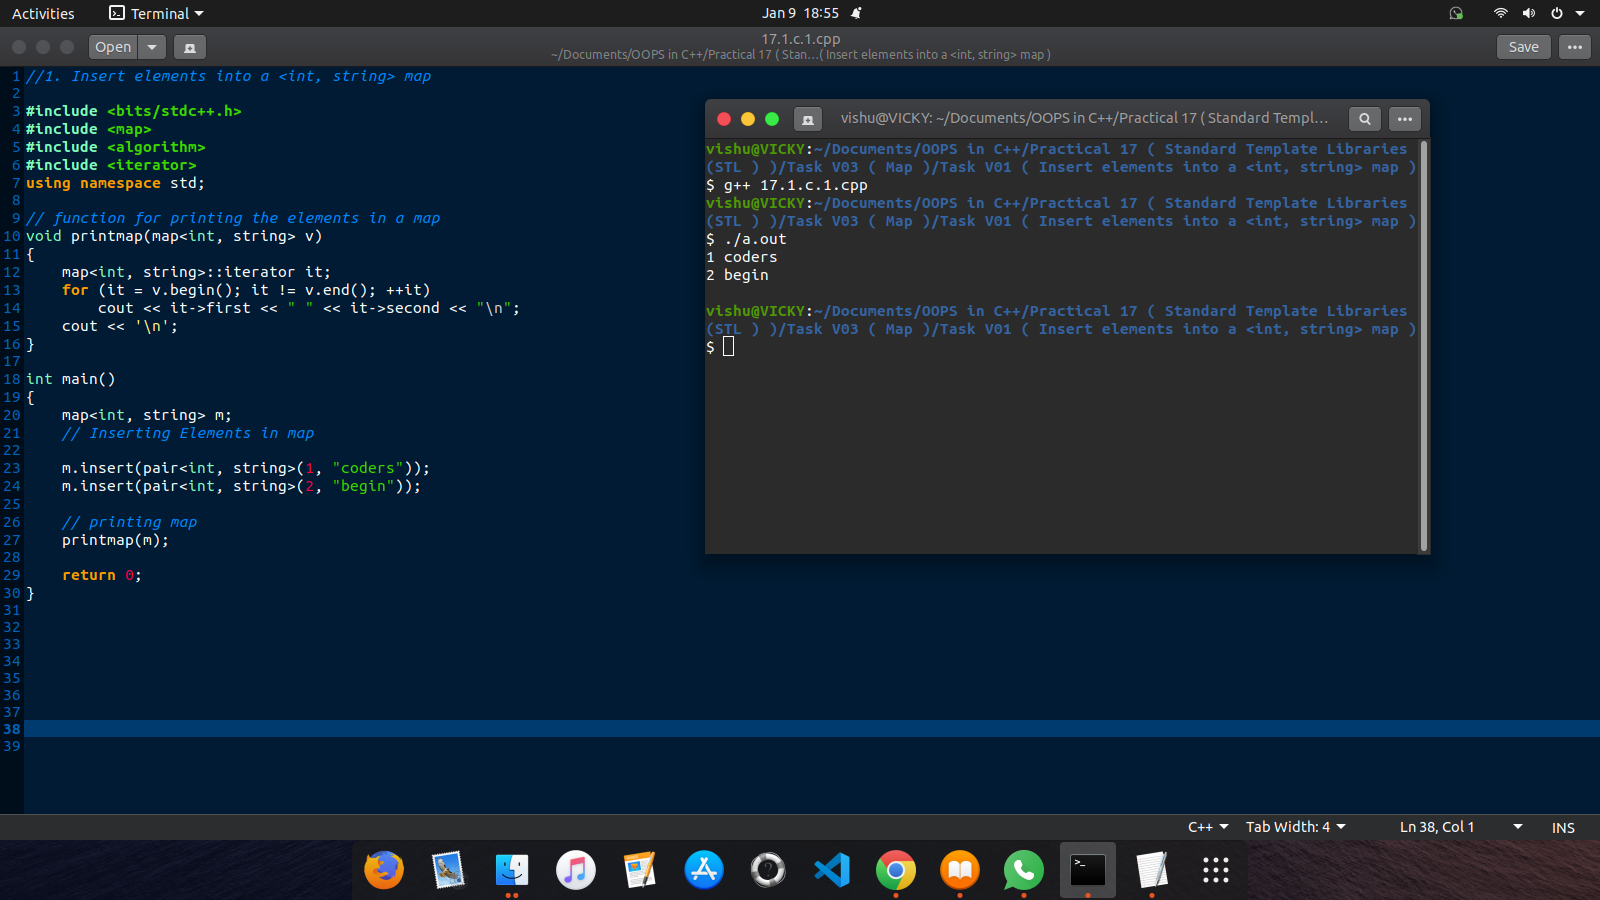 Activities
Terminal
Jan 9 18:55
Open
17.1.c.1.cpp
~/Documents/OOPS in C++/Practical 17 ( Stan…( Insert elements into a <int, string> map )
Save
1 //1. Insert elements into a <int, string> map
2
3 #include <bits/stdc++.h>
4 #include <map>
5 #include <algorithm>
6 #include <iterator>
7 using namespace std;
8
9 // function for printing the elements in a map
10 void printmap(map<int, string> v)
11 {
12     map<int, string>::iterator it;
13     for (it = v.begin(); it != v.end(); ++it)
14         cout << it->first << " " << it->second << "\n";
15     cout << '\n';
16 }
17
18 int main()
19 {
20     map<int, string> m;
21     // Inserting Elements in map
22
23     m.insert(pair<int, string>(1, "coders"));
24     m.insert(pair<int, string>(2, "begin"));
25
26     // printing map
27     printmap(m);
28
29     return 0;
30 }
31
32
33
34
35
36
37
38
39
vishu@VICKY: ~/Documents/OOPS in C++/Practical 17 ( Standard Templ…
vishu@VICKY:~/Documents/OOPS in C++/Practical 17 ( Standard Template Libraries
(STL ) )/Task V03 ( Map )/Task V01 ( Insert elements into a <int, string> map )
$ g++ 17.1.c.1.cpp
vishu@VICKY:~/Documents/OOPS in C++/Practical 17 ( Standard Template Libraries
(STL ) )/Task V03 ( Map )/Task V01 ( Insert elements into a <int, string> map )
$ ./a.out
1 coders
2 begin
vishu@VICKY:~/Documents/OOPS in C++/Practical 17 ( Standard Template Libraries
(STL ) )/Task V03 ( Map )/Task V01 ( Insert elements into a <int, string> map )
$
C++
Tab Width: 4
Ln 38, Col 1
INS